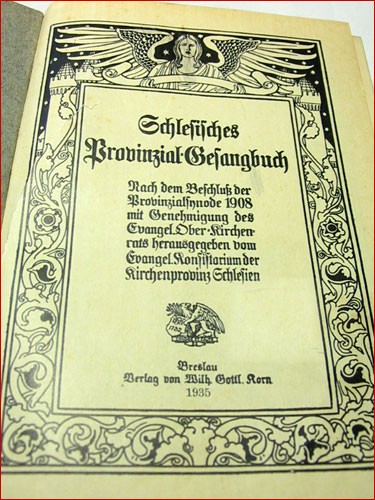 Schlesisches
Provinzial-Gesangbuch
Nach dem Beschluß der
Provinzialsynode 1908
mit Genehmigung des
Evangel. Ober-Kirchen-
rats herausgegeben vom
Evangel. Konsistorium der
Kirchenprovinz Schlesien
1732
Breslau
Verlag von Wilh. Gottl. Korn
1935